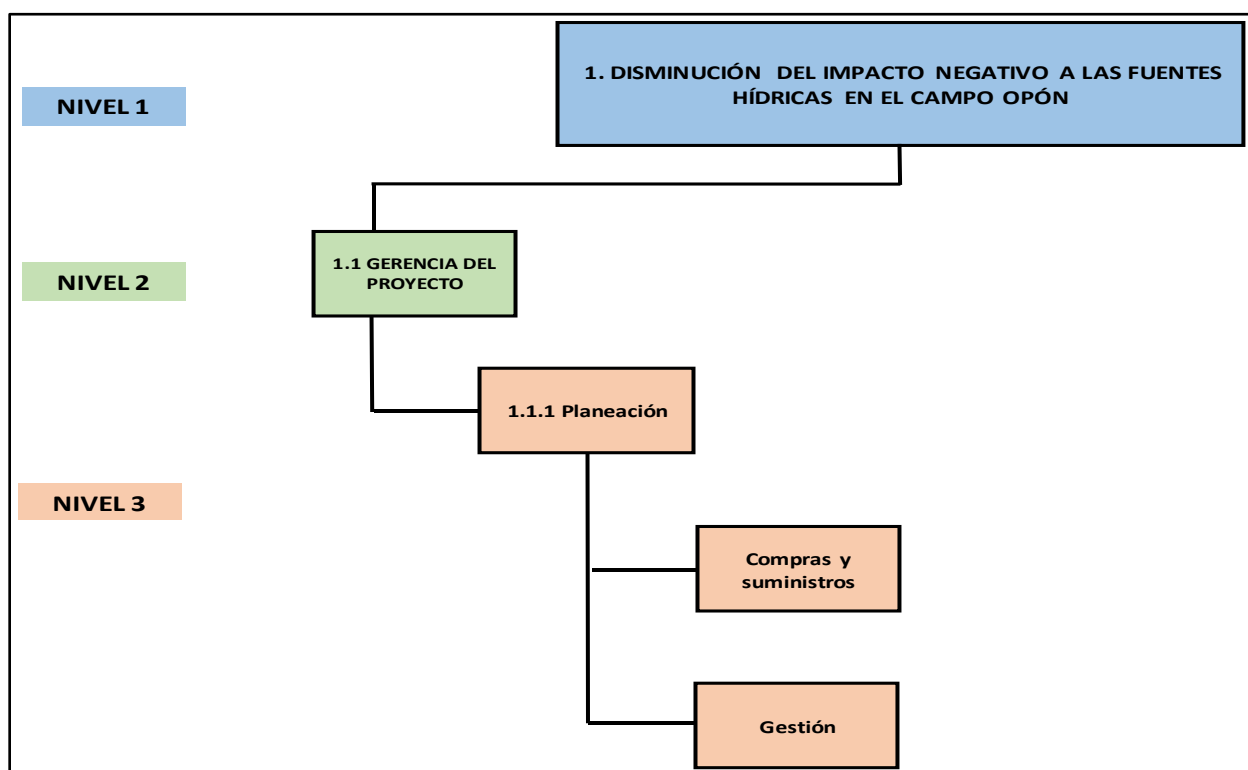 1. DISMINUCIÓN DEL IMPACTO NEGATIVO A LAS FUENTES
HÍDRICAS EN EL CAMPO OPÓN
NIVEL 1
1.1 GERENCIA DEL
PROYECTO
NIVEL 2
1.1.1 Planeación
NIVEL 3
Compras y
suministros
Gestión